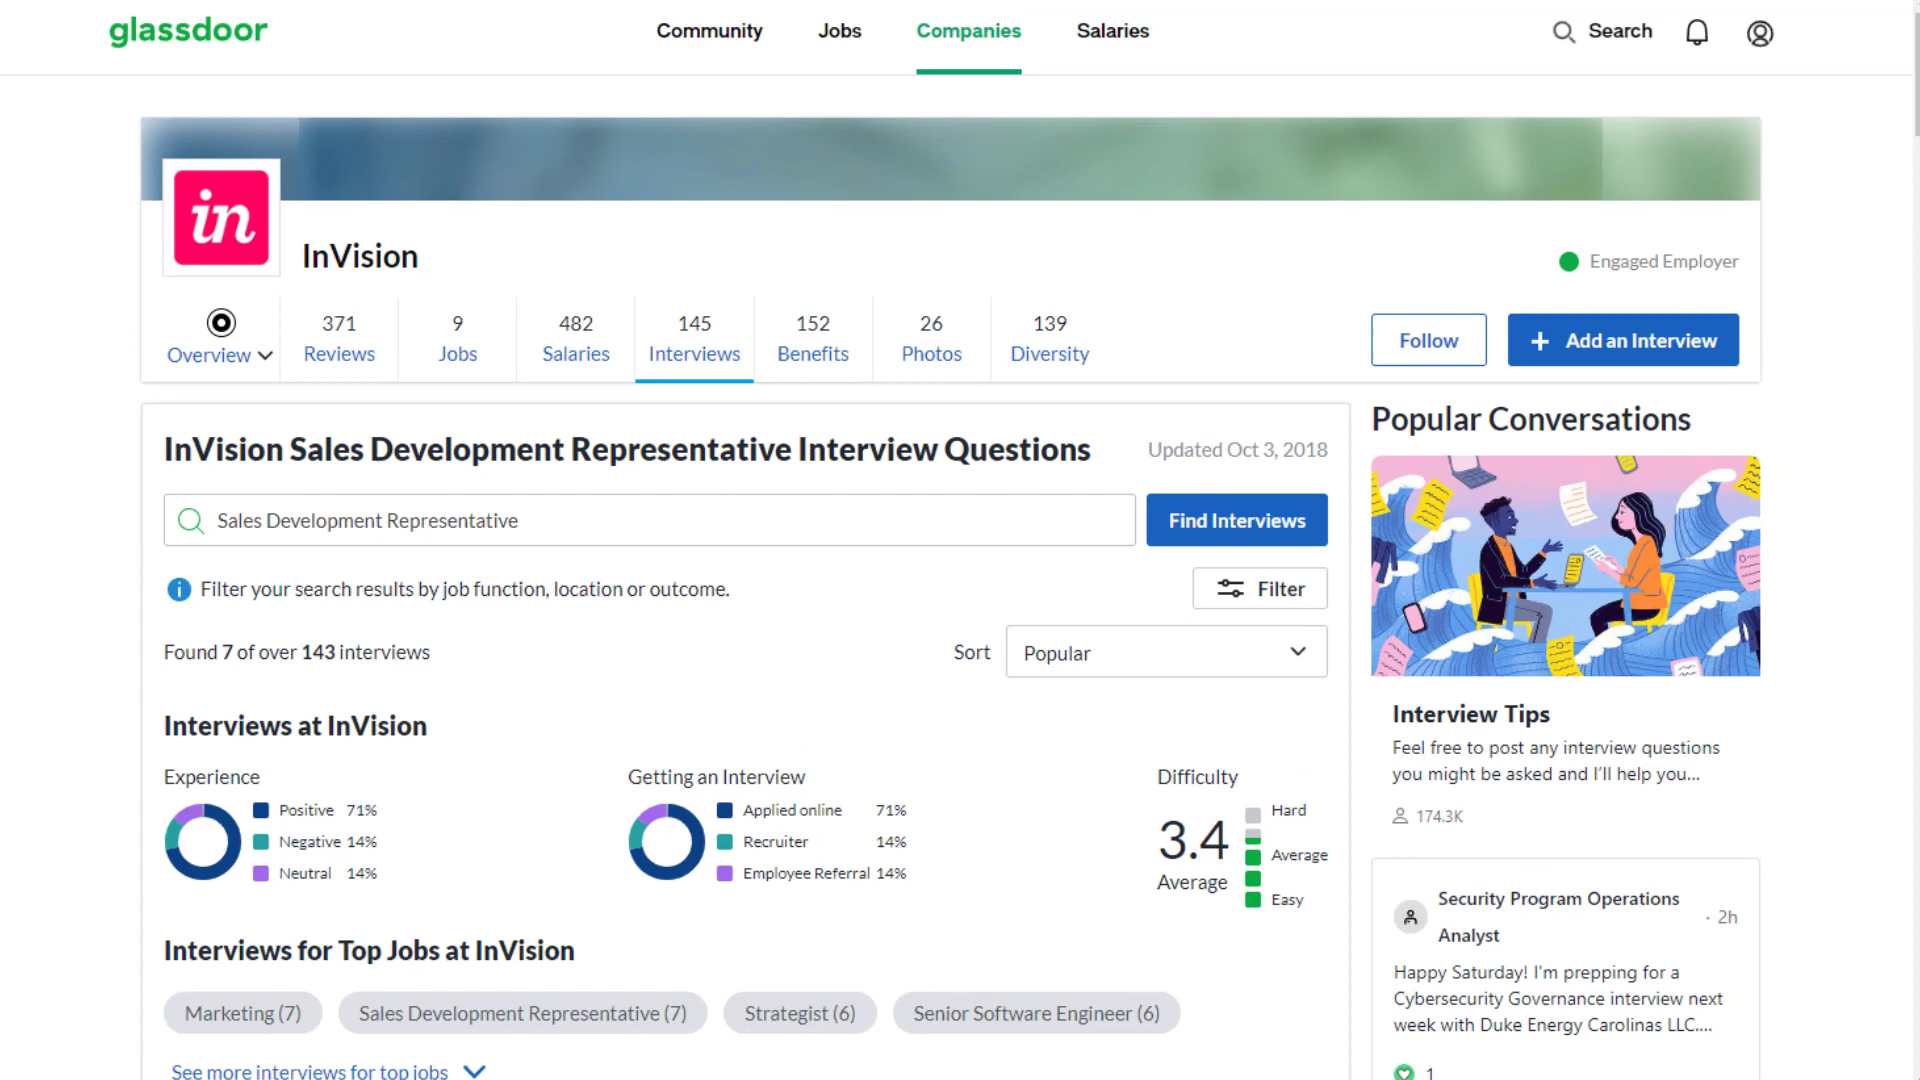 glassdoor
Community
Jobs
Companies
Salaries
Search
in
InVision
Engaged Employer
Overview
371
Reviews
9
Jobs
482
Salaries
145
Interviews
152
Benefits
26
Photos
139
Diversity
Follow
+ Add an Interview
InVision Sales Development Representative Interview Questions
Updated Oct 3, 2018
Sales Development Representative
Find Interviews
Filter your search results by job function, location or outcome.
Filter
Found 7 of over 143 interviews
Sort
Popular
Interviews at InVision
Experience
Positive 71%
Negative 14%
Neutral 14%
Getting an Interview
Applied online 71%
Recruiter 14%
Employee Referral 14%
Difficulty
3.4
Average
Hard
Average
Easy
Interviews for Top Jobs at InVision
Marketing (7)
Sales Development Representative (7)
Strategist (6)
Senior Software Engineer (6)
See more interviews for top jobs
Popular Conversations
Interview Tips
Feel free to post any interview questions
you might be asked and I'll help you...
174.3K
Security Program Operations
Analyst
· 2h
Happy Saturday! I'm prepping for a
Cybersecurity Governance interview next
week with Duke Energy Carolinas LLC....
1